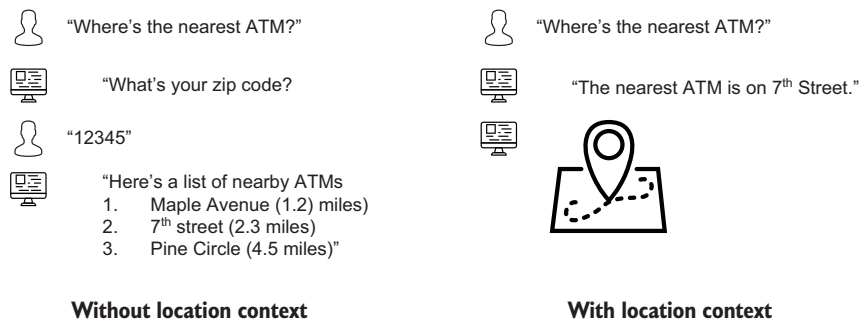 “Where’s the nearest ATM?”
“What’s your zip code?
“12345”
“Here’s a list of nearby ATMs
1. Maple Avenue (1.2) miles)
2. 7th street (2.3 miles)
3. Pine Circle (4.5 miles)”
Without location context
“Where’s the nearest ATM?”
“The nearest ATM is on 7th Street.”
With location context